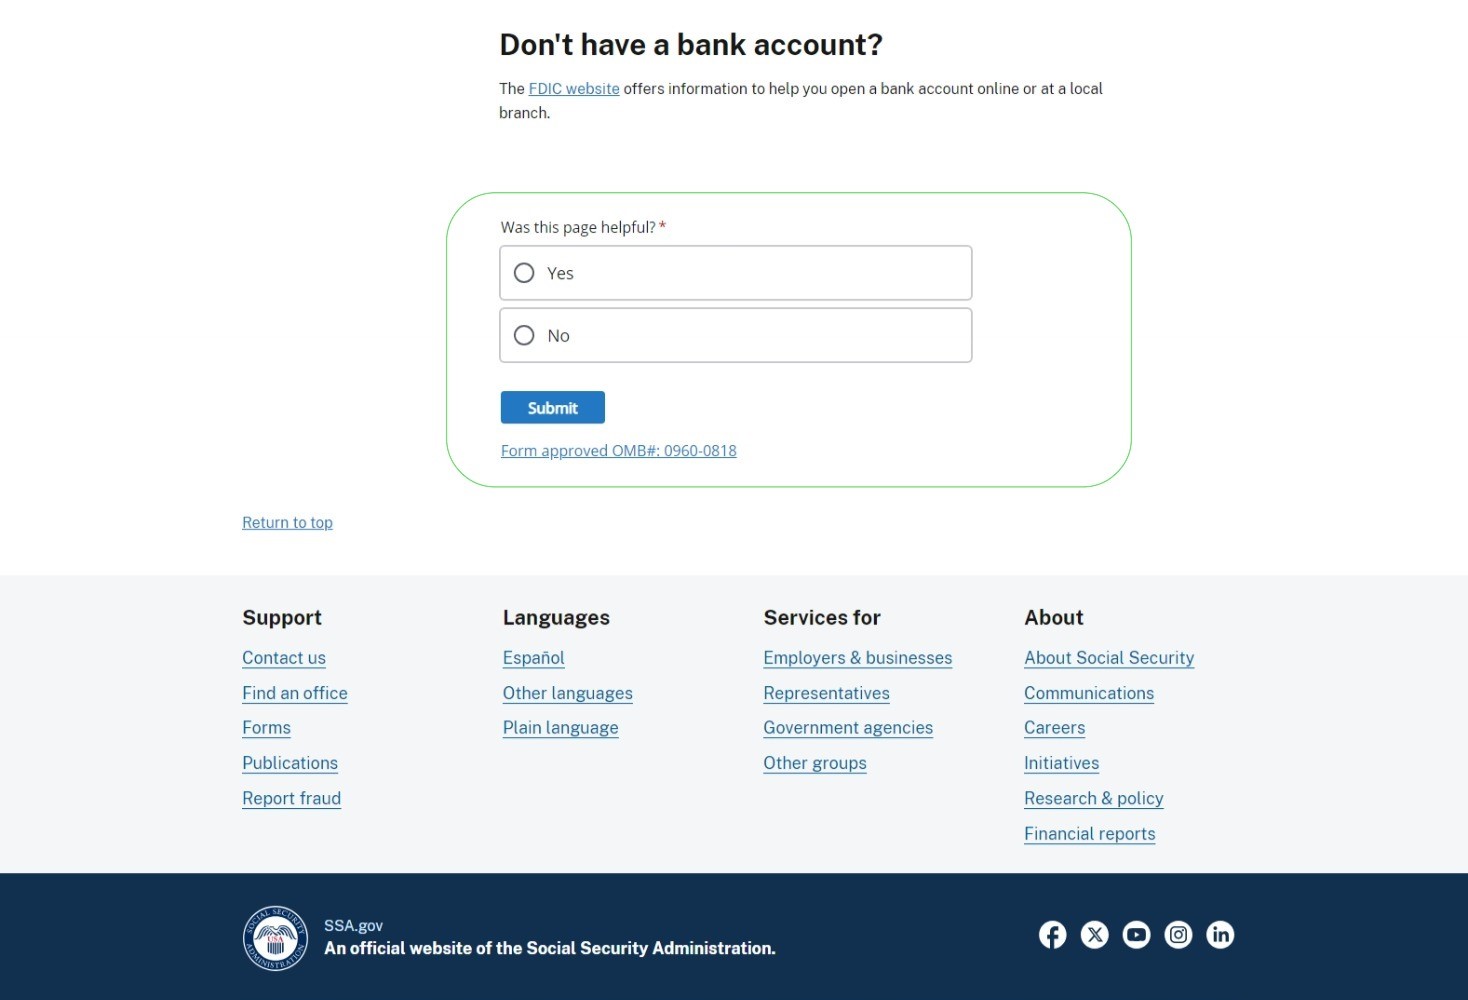 Don't have a bank account?
The FDIC website offers information to help you open a bank account online or at a local
branch.
Was this page helpful? *
Yes
No
Submit
Form approved OMB#: 0960-0818
Return to top
Support
Contact us
Find an office
Forms
Publications
Report fraud
Languages
Español
Other languages
Plain language
Services for
Employers & businesses
Representatives
Government agencies
Other groups
About
About Social Security
Communications
Careers
Initiatives
Research & policy
Financial reports
SOCIAL SECURITY
USA
ADMINISTRATION
SSA.gov
An official website of the Social Security Administration.